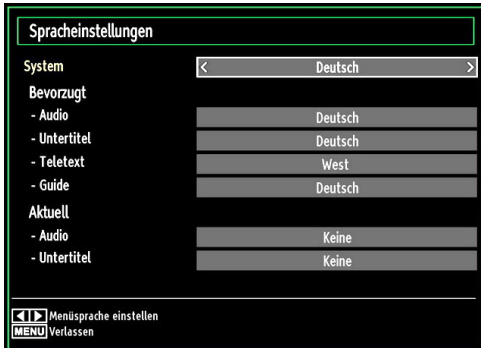 Spracheinstellungen
System < Deutsch >
Bevorzugt
- Audio Deutsch
- Untertitel Deutsch
- Teletext West
- Guide Deutsch
Aktuell
- Audio Keine
- Untertitel Keine
Menüsprache einstellen
MENU Verlassen